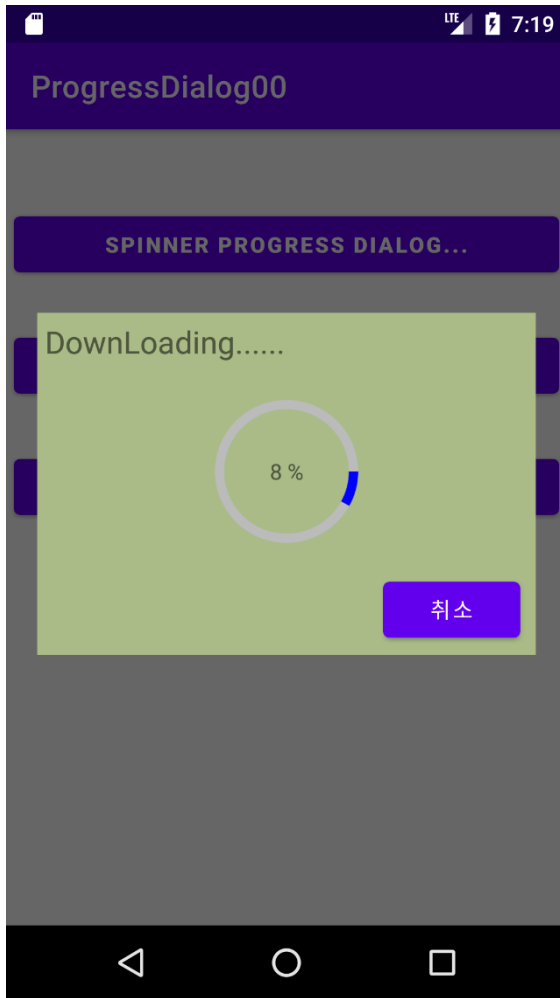 LTE 7:19
ProgressDialog00
SPINNER PROGRESS DIALOG...
DownLoading......
8 %
취소